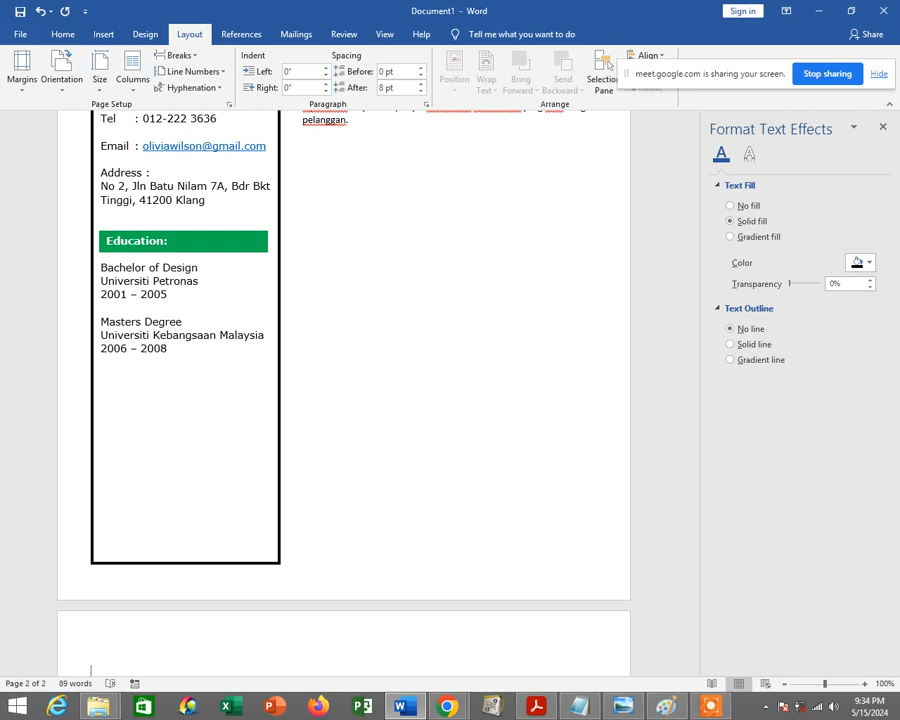 Document1 - Word
Sign in
File Home Insert Design Layout References Mailings Review View Help Tell me what you want to do Share
Margins Orientation Size Columns
Breaks
Line Numbers
Hyphenation
Page Setup
Indent Spacing
Left: 0" Before: 0 pt
Right: 0" After: 8 pt
Paragraph
Position Wrap Text Bring Forward Send Backward Selection Pane
Align
Arrange
meet.google.com is sharing your screen. Stop sharing Hide
Tel : 012-222 3636
pelanggan.
Email : oliviawilson@gmail.com
Address :
No 2, Jln Batu Nilam 7A, Bdr Bkt
Tinggi, 41200 Klang
Education:
Bachelor of Design
Universiti Petronas
2001 – 2005
Masters Degree
Universiti Kebangsaan Malaysia
2006 – 2008
Format Text Effects
Text Fill
No fill
Solid fill
Gradient fill
Color
Transparency 0%
Text Outline
No line
Solid line
Gradient line
Page 2 of 2 89 words 100%
9:34 PM
5/15/2024